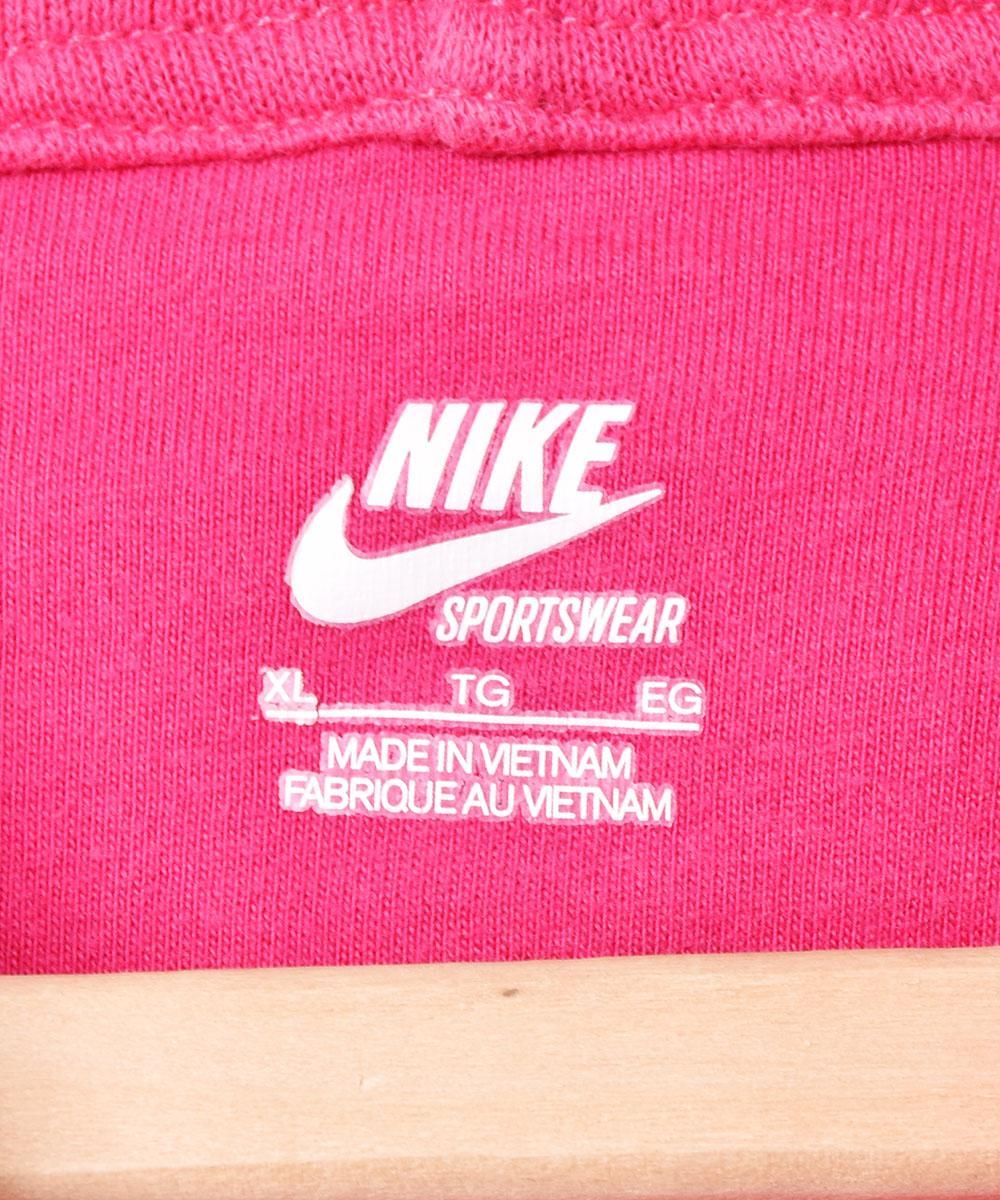 NIKE
SPORTSWEAR
XL TG EG
MADE IN VIETNAM
FABRIQUE AU VIETNAM